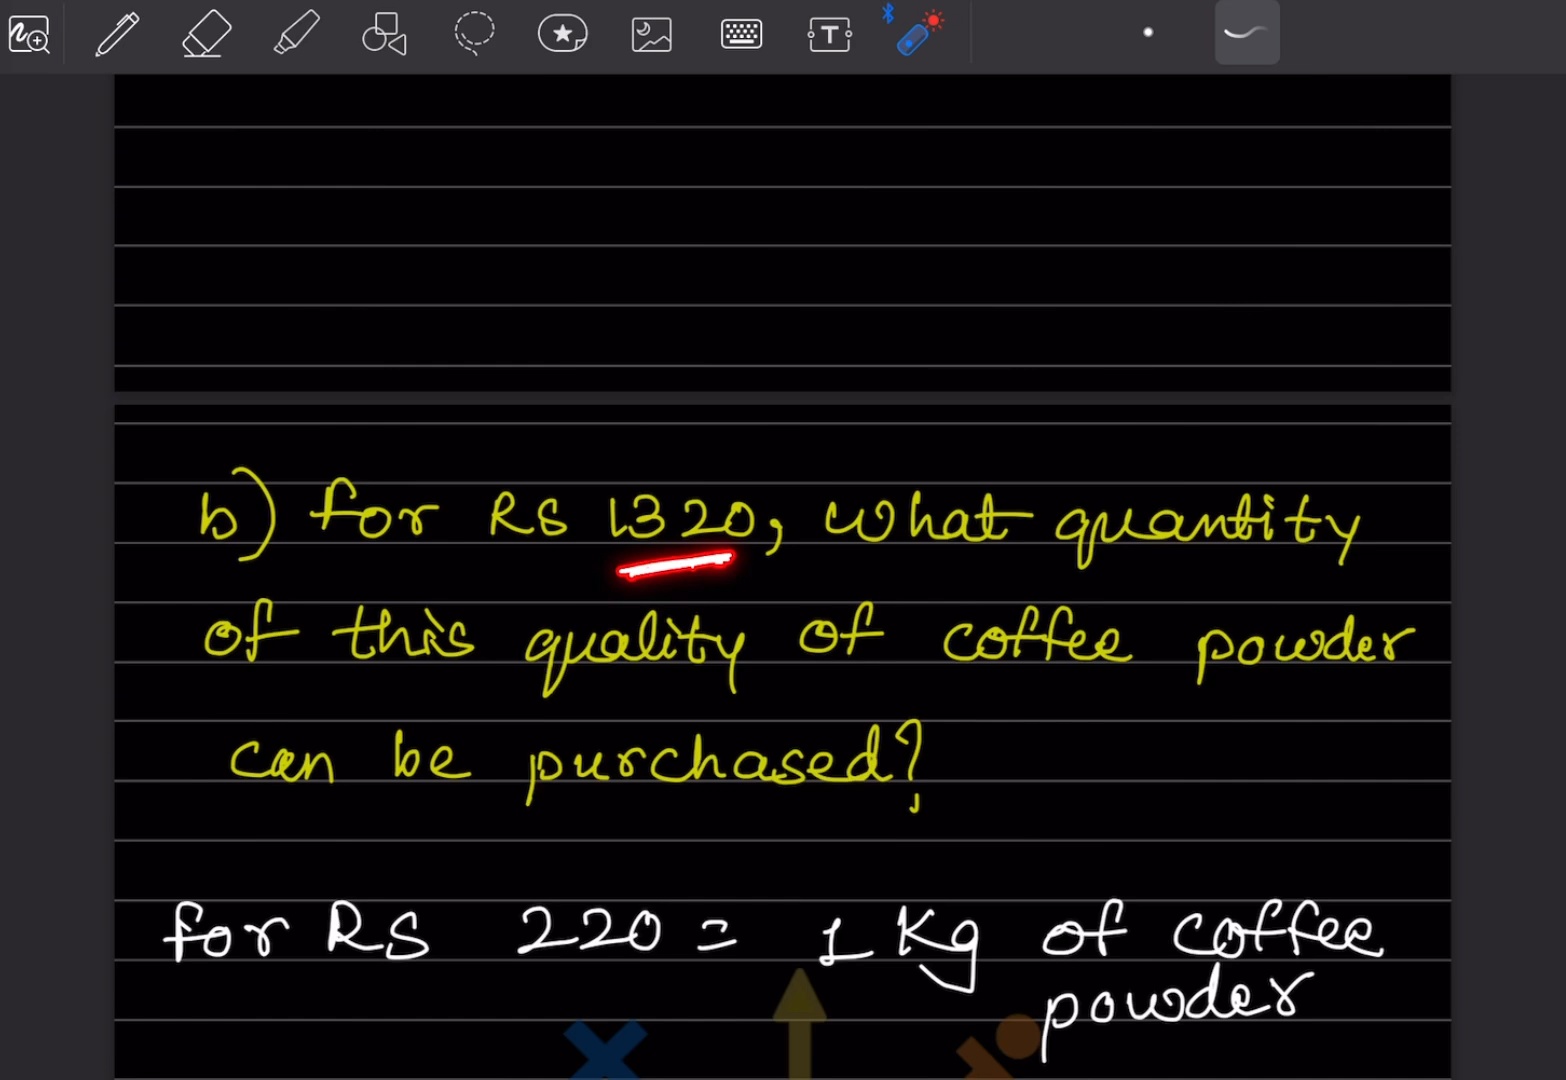 b) for RS 1320, what quantity
of this quality of coffee powder
can be purchased?
for RS 220 = 1 Kg of coffee
powder